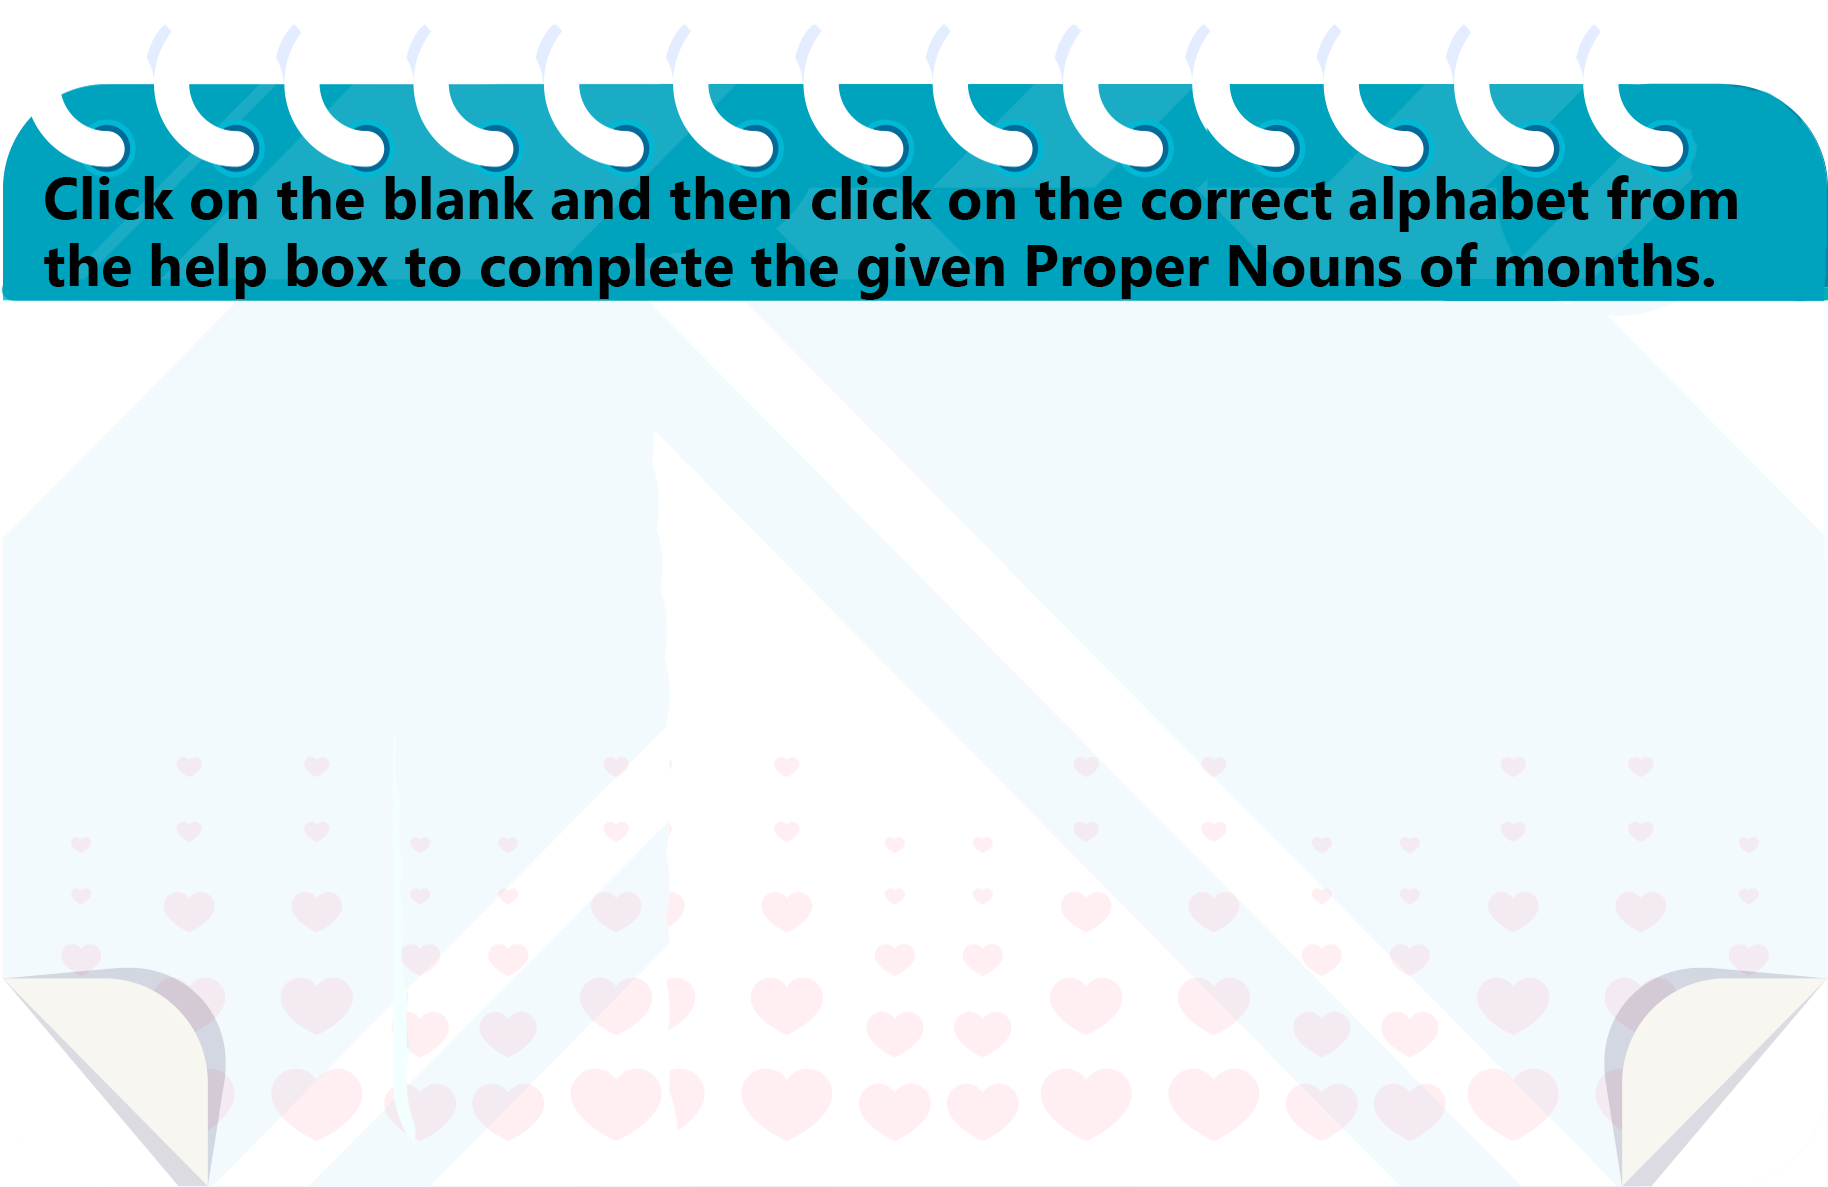 Click on the blank and then click on the correct alphabet from
the help box to complete the given Proper Nouns of months.